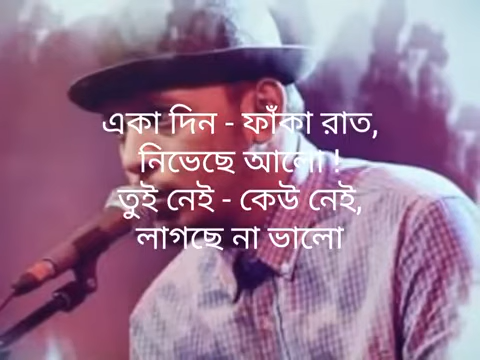 একা দিন - ফাঁকা রাত,
নিভেছে আলো !
তুই নেই - কেউ নেই,
লাগছে না ভালো